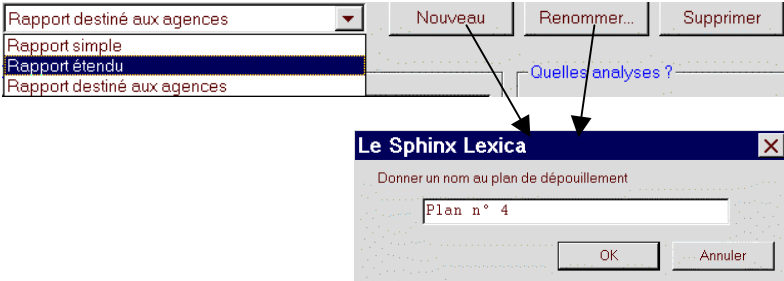 Rapport destiné aux agences
Nouveau
Renommer...
Supprimer
Rapport simple
Rapport étendu
Rapport destiné aux agences
Quelles analyses ?
Le Sphinx Lexica
Donner un nom au plan de dépouillement
Plan n° 4
OK
Annuler